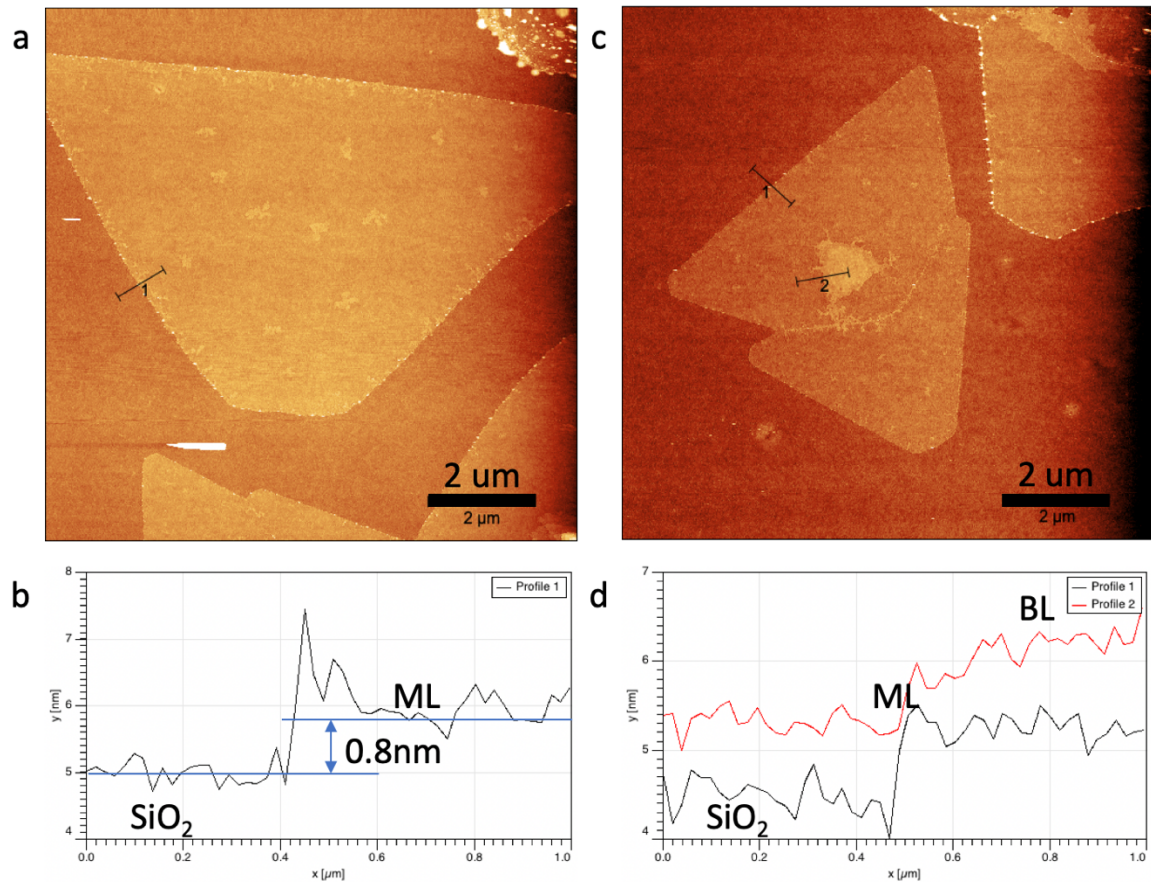 a
1
2 um
2 µm
c
1
2
2 um
2 µm
b
8
7
6
5
4
y [nm]
Profile 1
ML
0.8nm
SiO₂
0.0
0.2
0.4
0.6
0.8
1.0
x [µm]
d
7
6
5
4
y [nm]
Profile 1
Profile 2
BL
ML
SiO₂
0.0
0.2
0.4
0.6
0.8
1.0
x [µm]